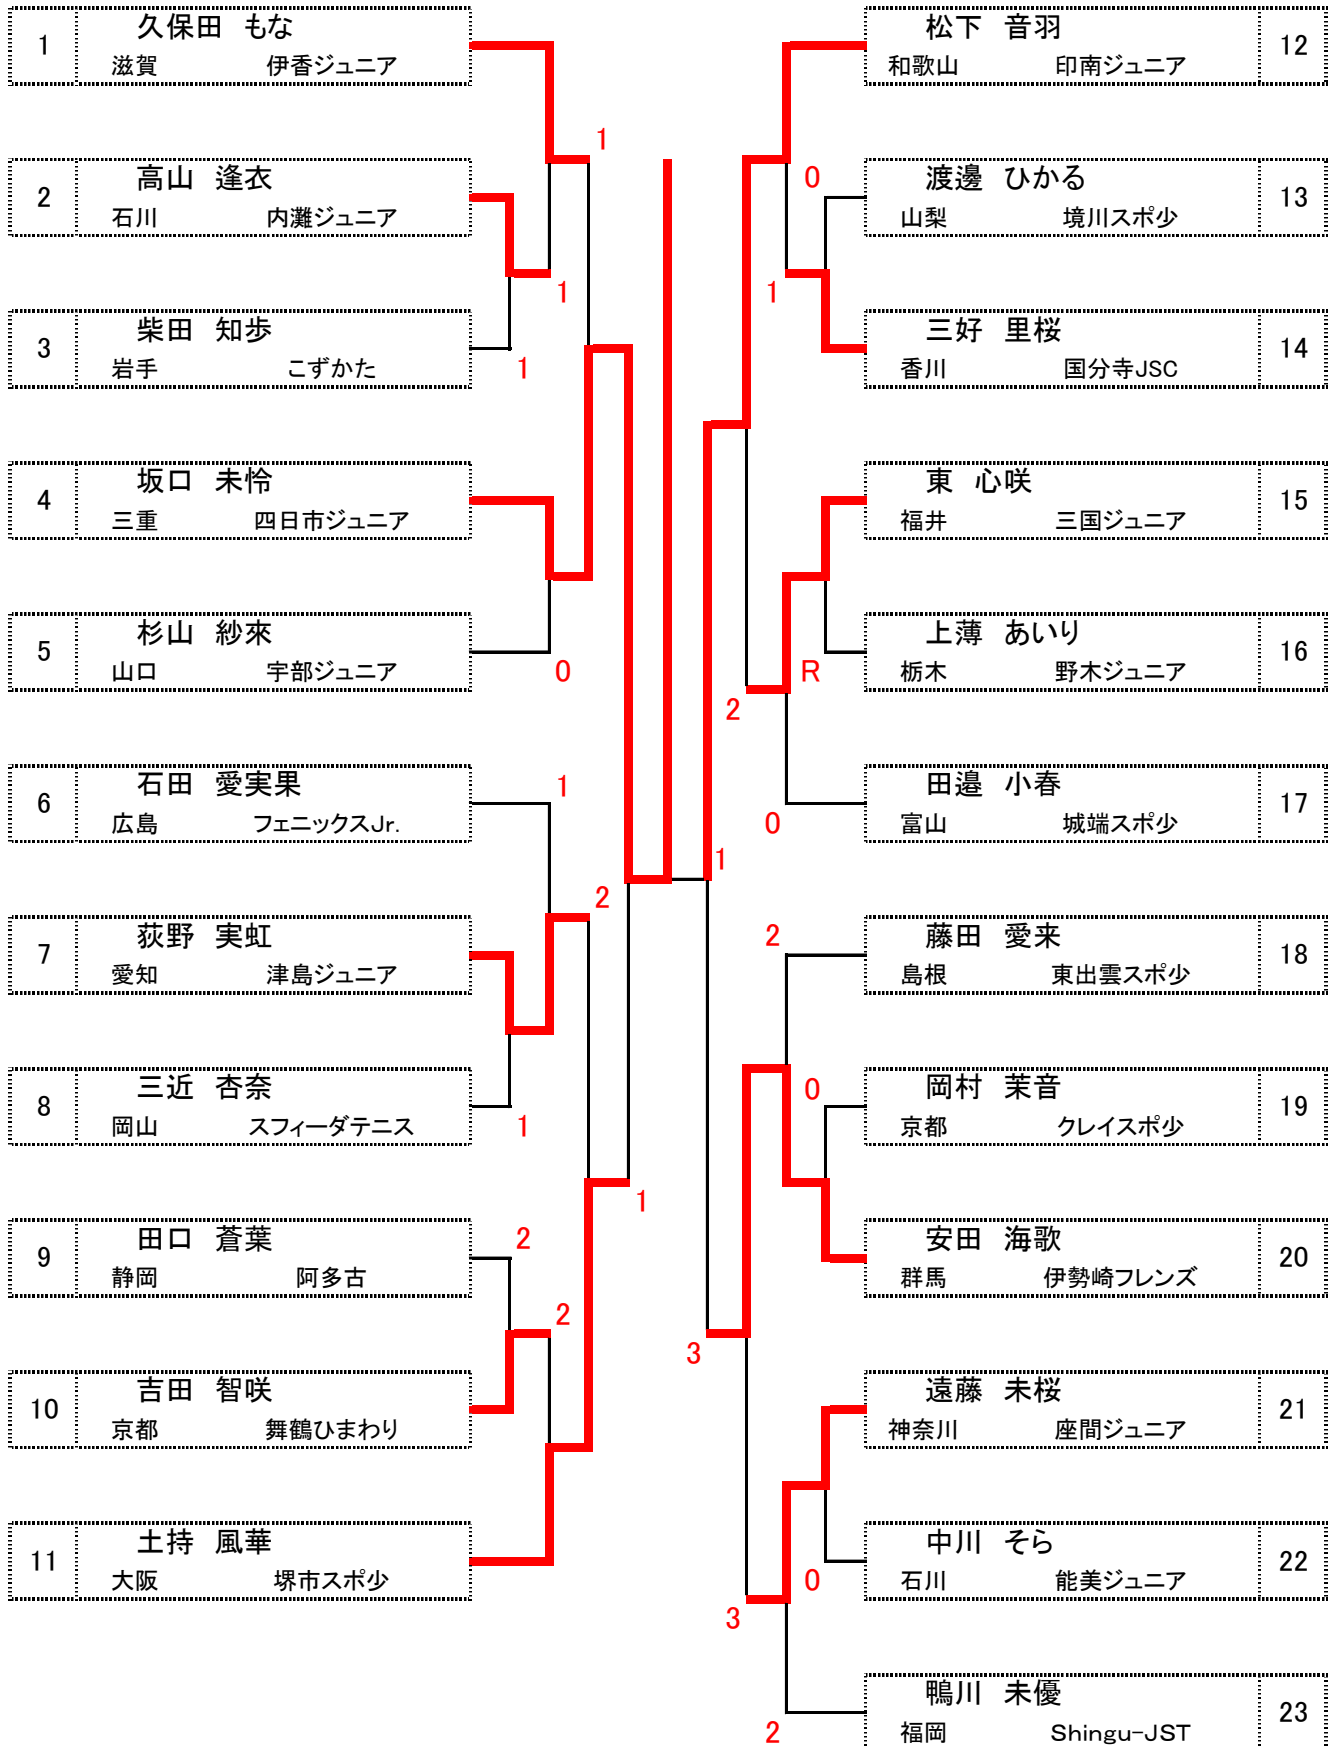 1
久保田 もな
滋賀 伊香ジュニア
1
2
高山 逢衣
石川 内灘ジュニア
1
3
柴田 知歩
岩手 こずかた
1
4
坂口 未怜
三重 四日市ジュニア
5
杉山 紗來
山口 宇部ジュニア
0
6
石田 愛実果
広島 フェニックスJr.
1
2
7
荻野 実虹
愛知 津島ジュニア
8
三近 杏奈
岡山 スフィーダテニス
1
1
9
田口 蒼葉
静岡 阿多古
2
2
10
吉田 智咲
京都 舞鶴ひまわり
11
土持 風華
大阪 堺市スポ少
松下 音羽
和歌山 印南ジュニア
12
0
渡邊 ひかる
山梨 境川スポ少
13
1
三好 里桜
香川 国分寺JSC
14
東 心咲
福井 三国ジュニア
15
R
上薄 あいり
栃木 野木ジュニア
16
2
田邉 小春
富山 城端スポ少
17
0
1
2
藤田 愛来
島根 東出雲スポ少
18
0
岡村 茉音
京都 クレイスポ少
19
安田 海歌
群馬 伊勢崎フレンズ
20
3
遠藤 未桜
神奈川 座間ジュニア
21
中川 そら
石川 能美ジュニア
22
0
3
鴨川 未優
福岡 Shingu-JST
23
2